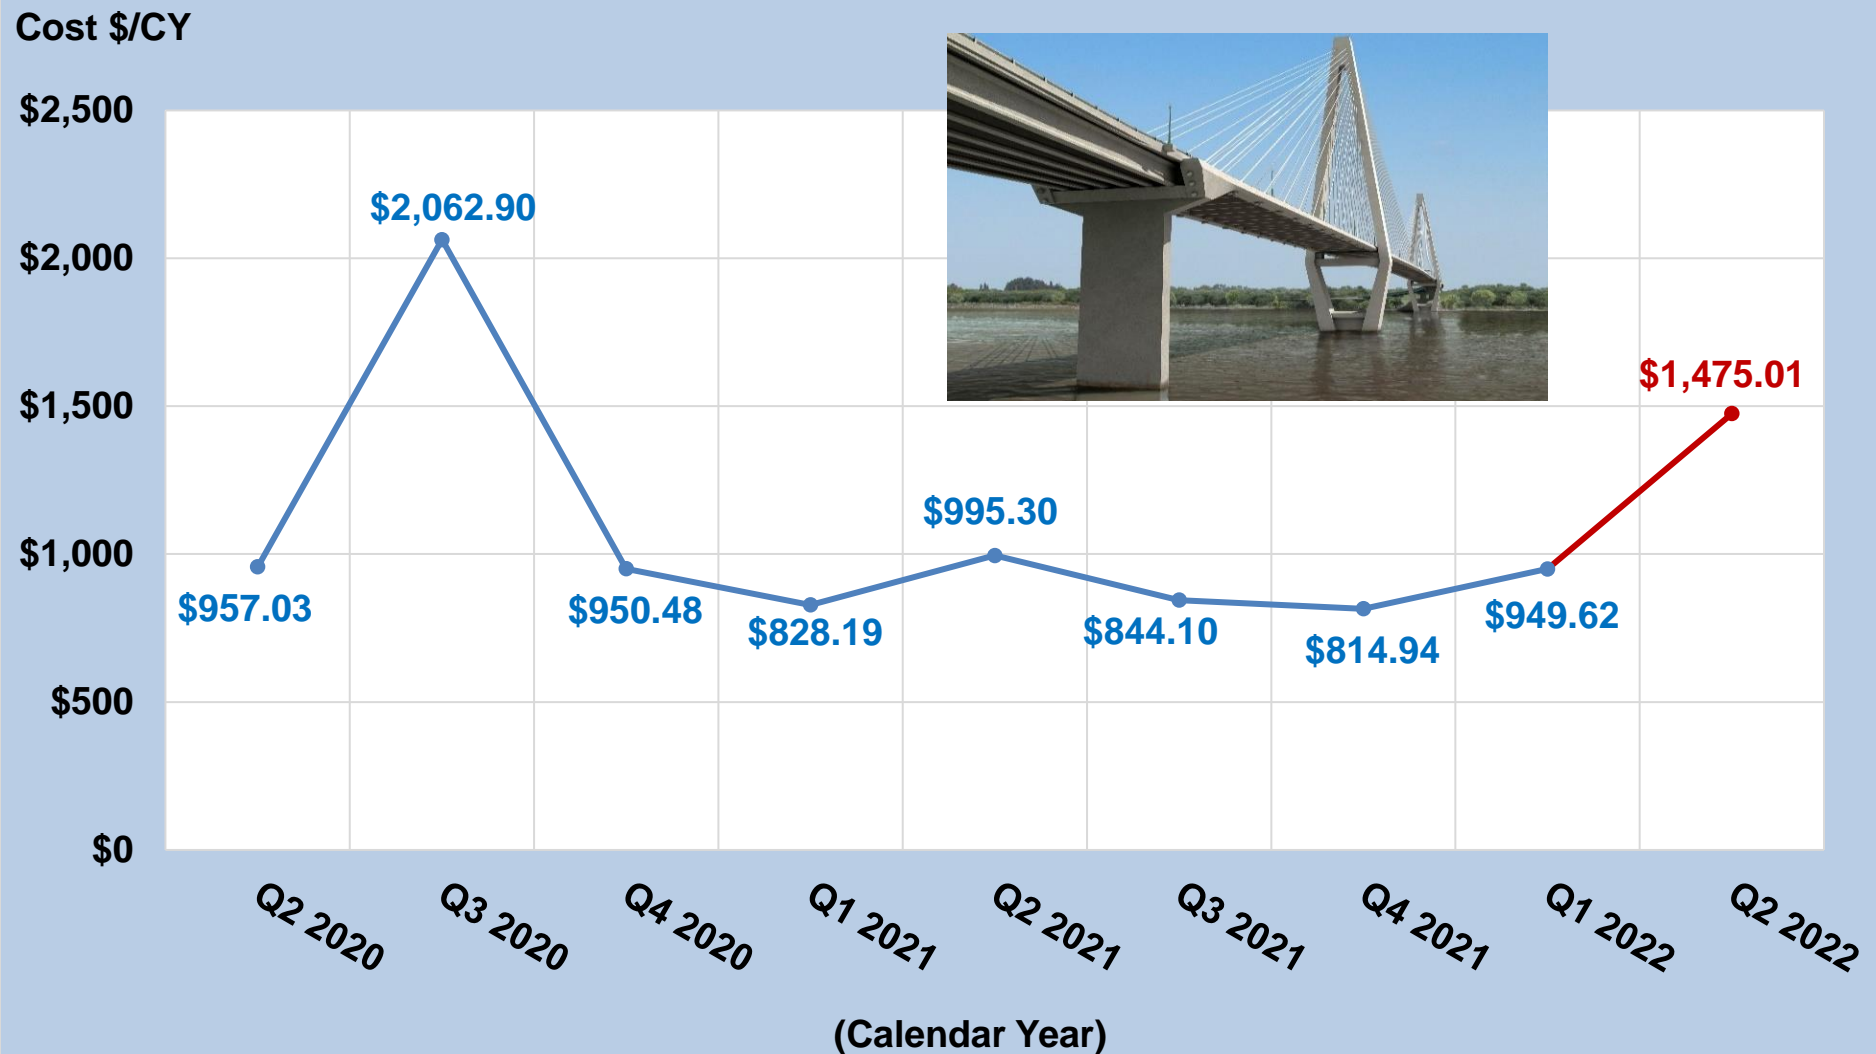 Cost $/CY
$2,500
$2,000
$1,500
$1,000
$500
$0
$957.03
$2,062.90
$950.48
$828.19
$995.30
$844.10
$814.94
$949.62
$1,475.01
Q2 2020
Q3 2020
Q4 2020
Q1 2021
Q2 2021
Q3 2021
Q4 2021
Q1 2022
Q2 2022
(Calendar Year)